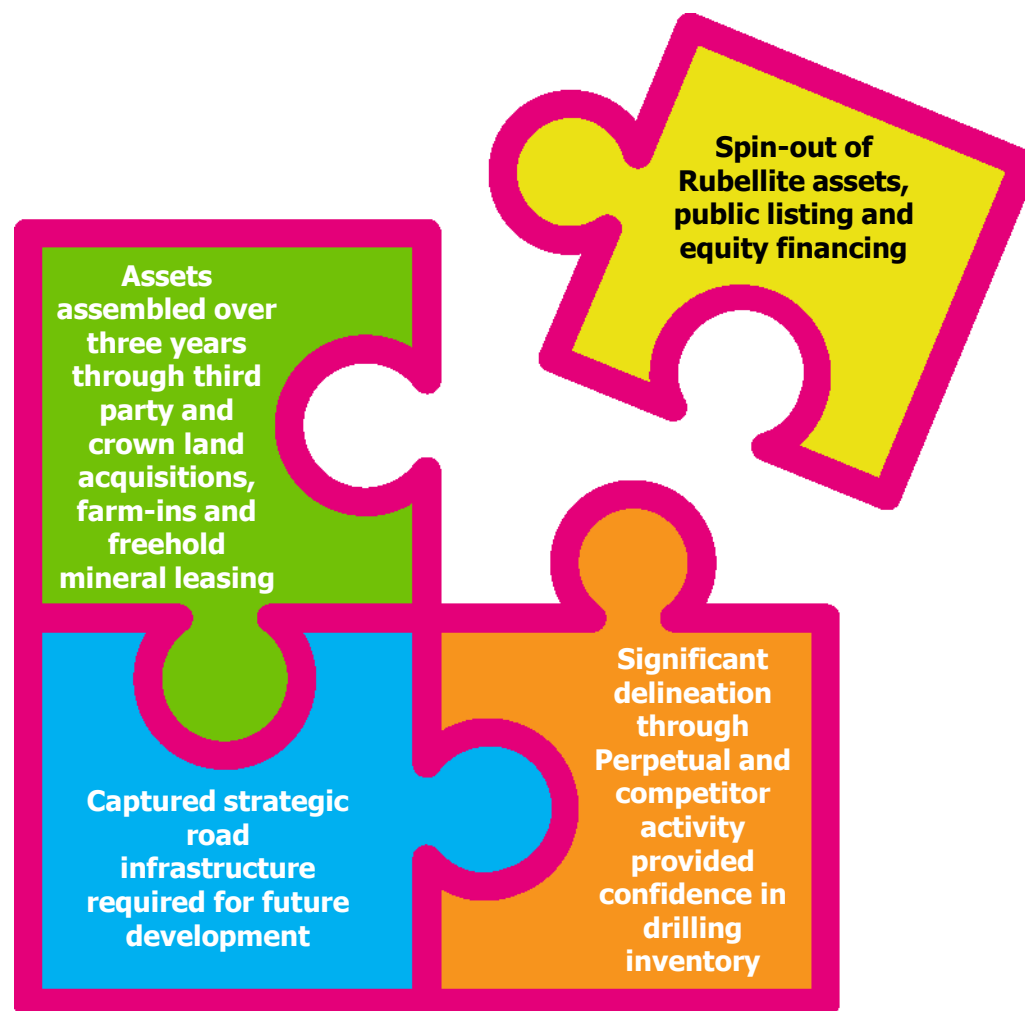 Assets
assembled over
three years
through third
party and
crown land
acquisitions,
farm-ins and
freehold
mineral leasing
Spin-out of
Rubellite assets,
public listing and
equity financing
Captured strategic
road
infrastructure
required for future
development
Significant
delineation
through
Perpetual and
competitor
activity
provided
confidence in
drilling
inventory